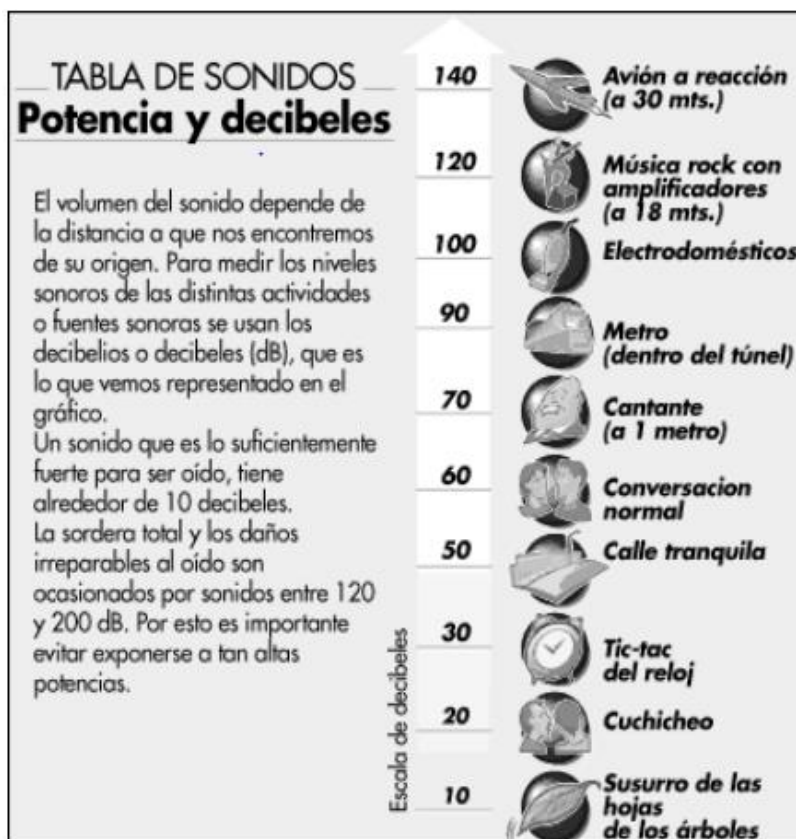 TABLA DE SONIDOS
Potencia y decibeles
El volumen del sonido depende de
la distancia a que nos encontremos
de su origen. Para medir los niveles
sonoros de las distintas actividades
o fuentes sonoras se usan los
decibelios o decibeles (dB), que es
lo que vemos representado en el
gráfico.
Un sonido que es lo suficientemente
fuerte para ser oído, tiene
alrededor de 10 decibeles.
La sordera total y los daños
irreparables al oído son
ocasionados por sonidos entre 120
y 200 dB. Por esto es importante
evitar exponerse a tan altas
potencias.
Escala de decibeles
140
Avión a reacción
(a 30 mts.)
120
Música rock con
amplificadores
(a 18 mts.)
100
Electrodomésticos
90
Metro
(dentro del túnel)
70
Cantante
(a 1 metro)
60
Conversacion
normal
50
Calle tranquila
30
Tic-tac
del reloj
20
Cuchicheo
10
Susurro de las
hojas
de los árboles